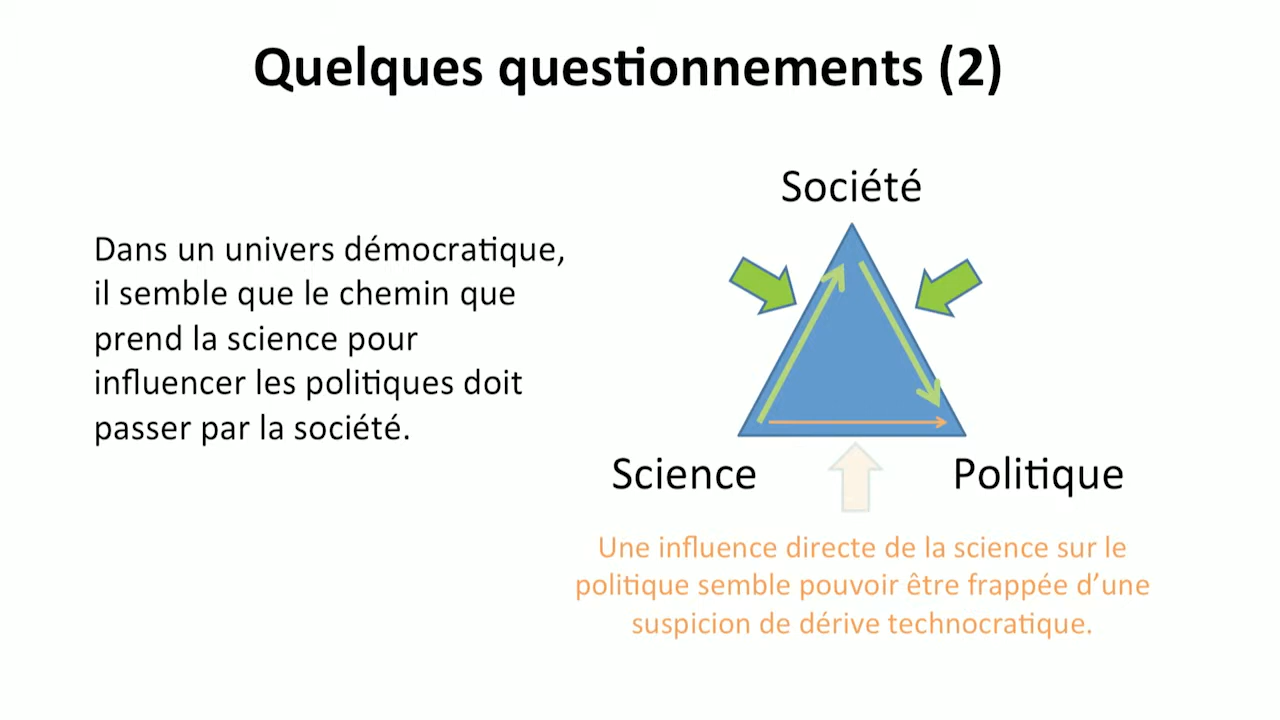 Quelques questionnements (2)
Société
Dans un univers démocratique,
il semble que le chemin que
prend la science pour
influencer les politiques doit
passer par la société.
Science
Politique
Une influence directe de la science sur le
politique semble pouvoir être frappée d’une
suspicion de dérive technocratique.